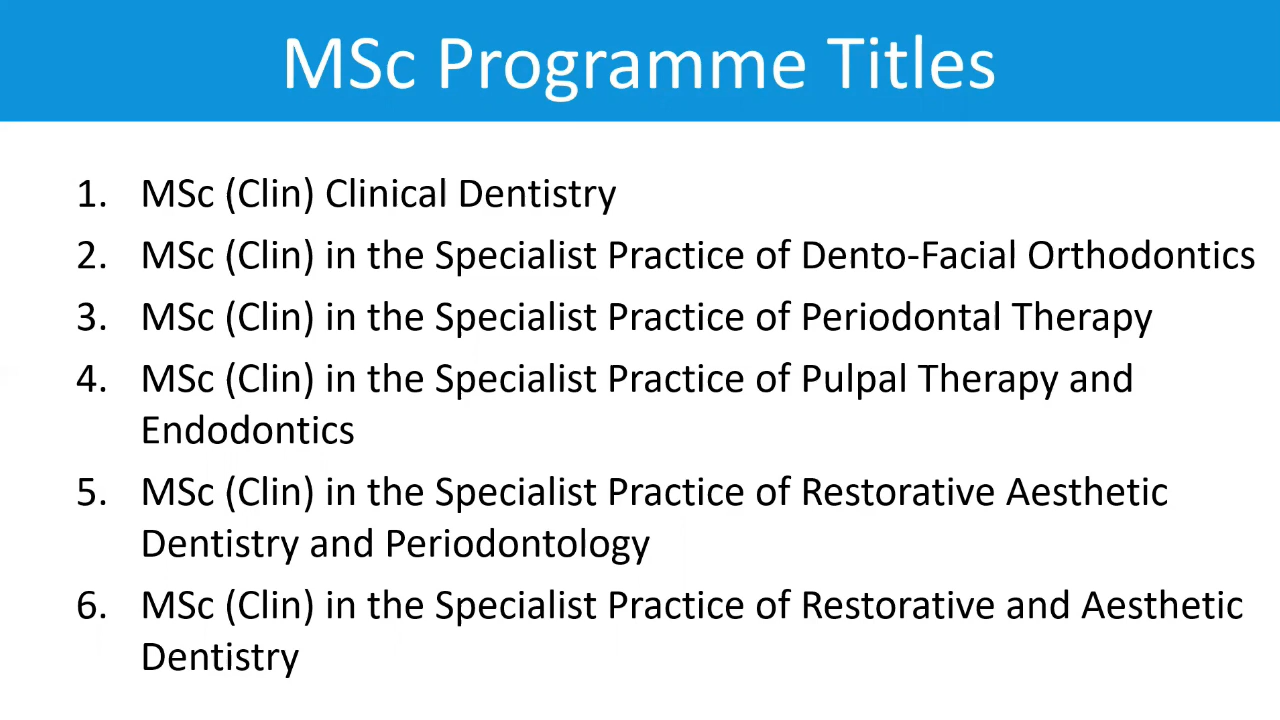 MSc Programme Titles
1. MSc (Clin) Clinical Dentistry
2. MSc (Clin) in the Specialist Practice of Dento-Facial Orthodontics
3. MSc (Clin) in the Specialist Practice of Periodontal Therapy
4. MSc (Clin) in the Specialist Practice of Pulpal Therapy and
Endodontics
5. MSc (Clin) in the Specialist Practice of Restorative Aesthetic
Dentistry and Periodontology
6. MSc (Clin) in the Specialist Practice of Restorative and Aesthetic
Dentistry